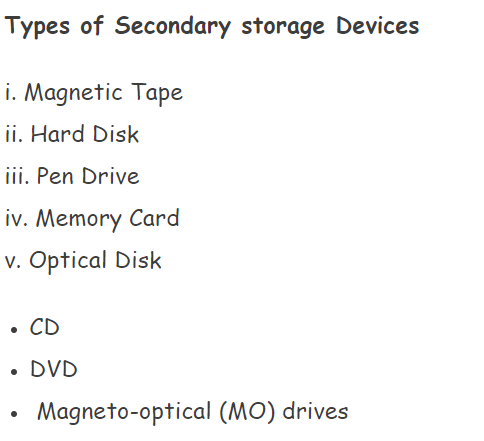 Types of Secondary storage Devices
i. Magnetic Tape
ii. Hard Disk
iii. Pen Drive
iv. Memory Card
v. Optical Disk
• CD
• DVD
• Magneto-optical (MO) drives